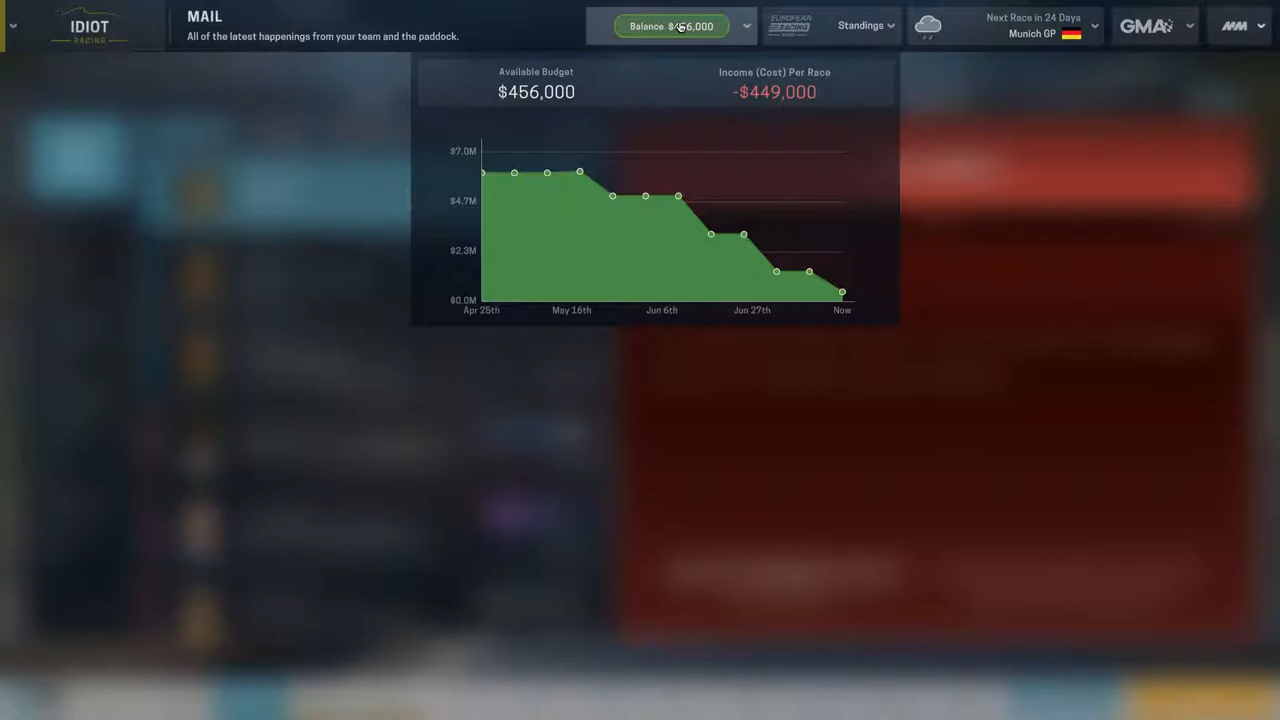 IDIOT
RACING
MAIL
All of the latest happenings from your team and the paddock.
Balance $456,000
EUROPEAN
RACING
SERIES
Standings
Next Race in 24 Days
Munich GP
GMA
Available Budget
$456,000
Income (Cost) Per Race
-$449,000
$7.0M
$4.7M
$2.3M
$0.0M
Apr 25th
May 16th
Jun 6th
Jun 27th
Now